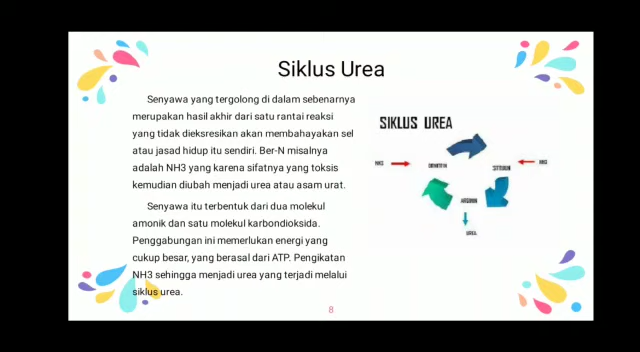 Siklus Urea
Senyawa yang tergolong di dalam sebenarnya
merupakan hasil akhir dari satu rantai reaksi
yang tidak dieksresikan akan membahayakan sel
atau jasad hidup itu sendiri. Ber-N misalnya
adalah NH3 yang karena sifatnya yang toksis
kemudian diubah menjadi urea atau asam urat.
Senyawa itu terbentuk dari dua molekul
amonik dan satu molekul karbondioksida.
Penggabungan ini memerlukan energi yang
cukup besar, yang berasal dari ATP. Pengikatan
NH3 sehingga menjadi urea yang terjadi melalui
siklus urea.
SIKLUS UREA
NH3
NH3
ARGININ
UREA
8